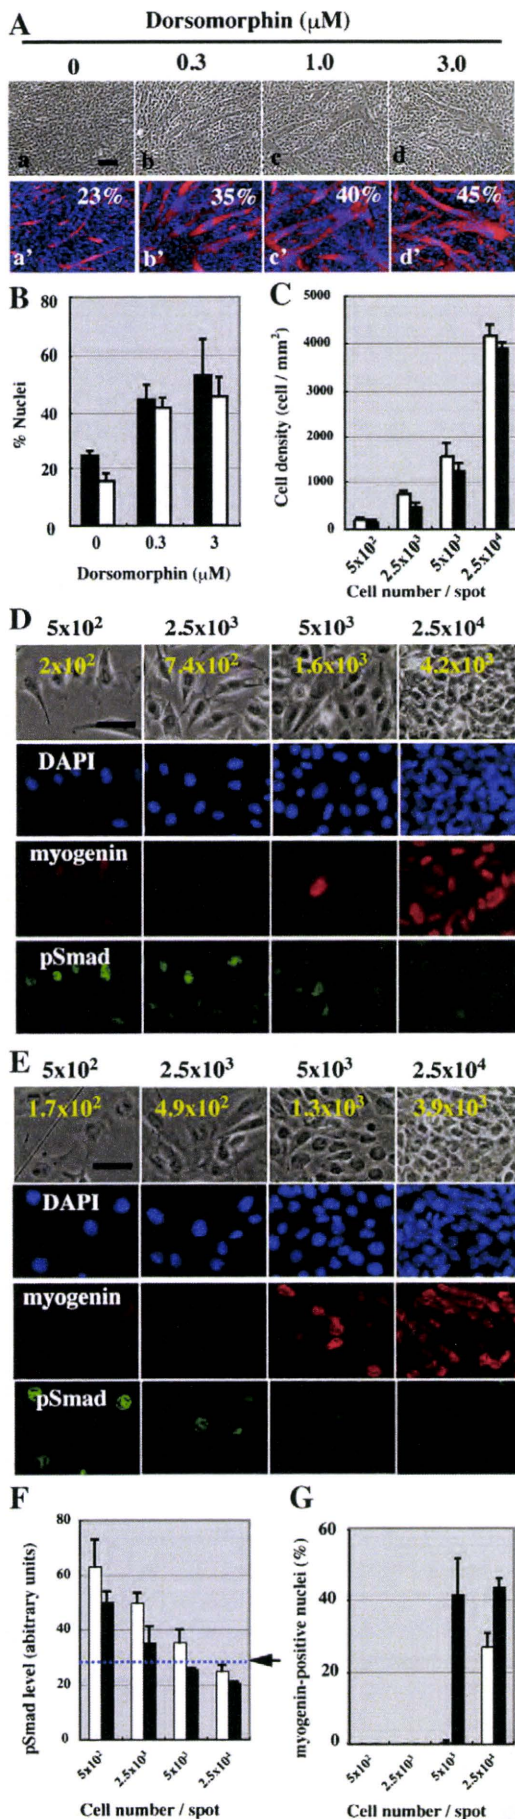 A
Dorsomorphin (μM)
0 0.3 1.0 3.0
a b c d
23% 35% 40% 45%
a' b' c' d'
B
80
60
40
20
0
% Nuclei
0 0.3 3
Dorsomorphin (μM)
C
5000
4000
3000
2000
1000
0
Cell density (cell / mm²)
5x10² 2.5x10³ 5x10³ 2.5x10⁴
Cell number / spot
D
5x10² 2.5x10³ 5x10³ 2.5x10⁴
2x10² 7.4x10² 1.6x10³ 4.2x10³
DAPI
myogenin
pSmad
E
5x10² 2.5x10³ 5x10³ 2.5x10⁴
1.7x10² 4.9x10² 1.3x10³ 3.9x10³
DAPI
myogenin
pSmad
F
80
60
40
20
0
pSmad level (abitrary units)
5x10² 2.5x10³ 5x10³ 2.5x10⁴
Cell number / spot
G
60
40
20
0
myogenin-positive nuclei (%)
5x10² 2.5x10³ 5x10³ 2.5x10⁴
Cell number / spot